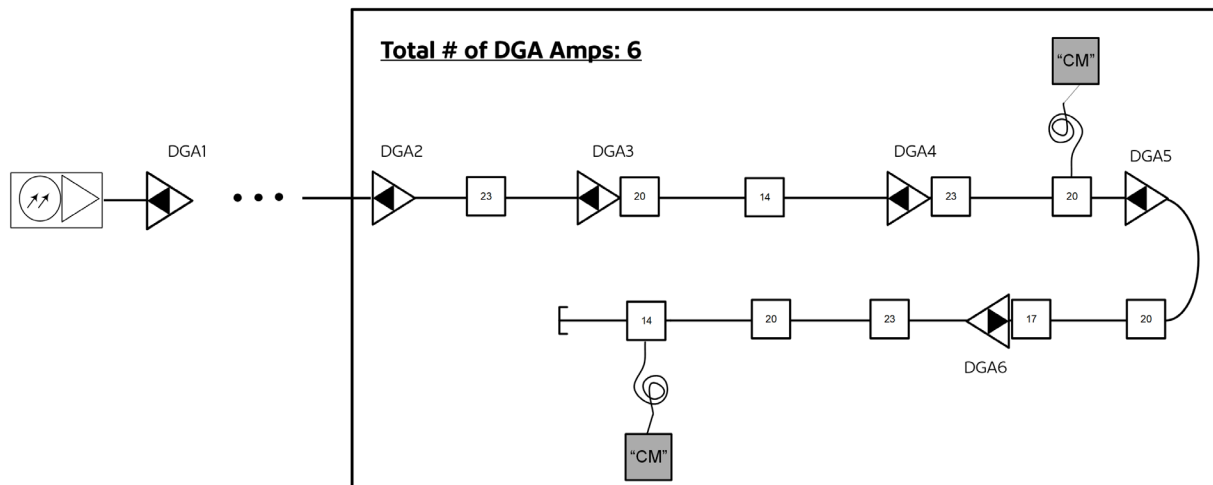 Total # of DGA Amps: 6
"CM"
DGA1
DGA2
DGA3
DGA4
DGA5
23
20
14
23
20
14
20
23
17
20
DGA6
"CM"